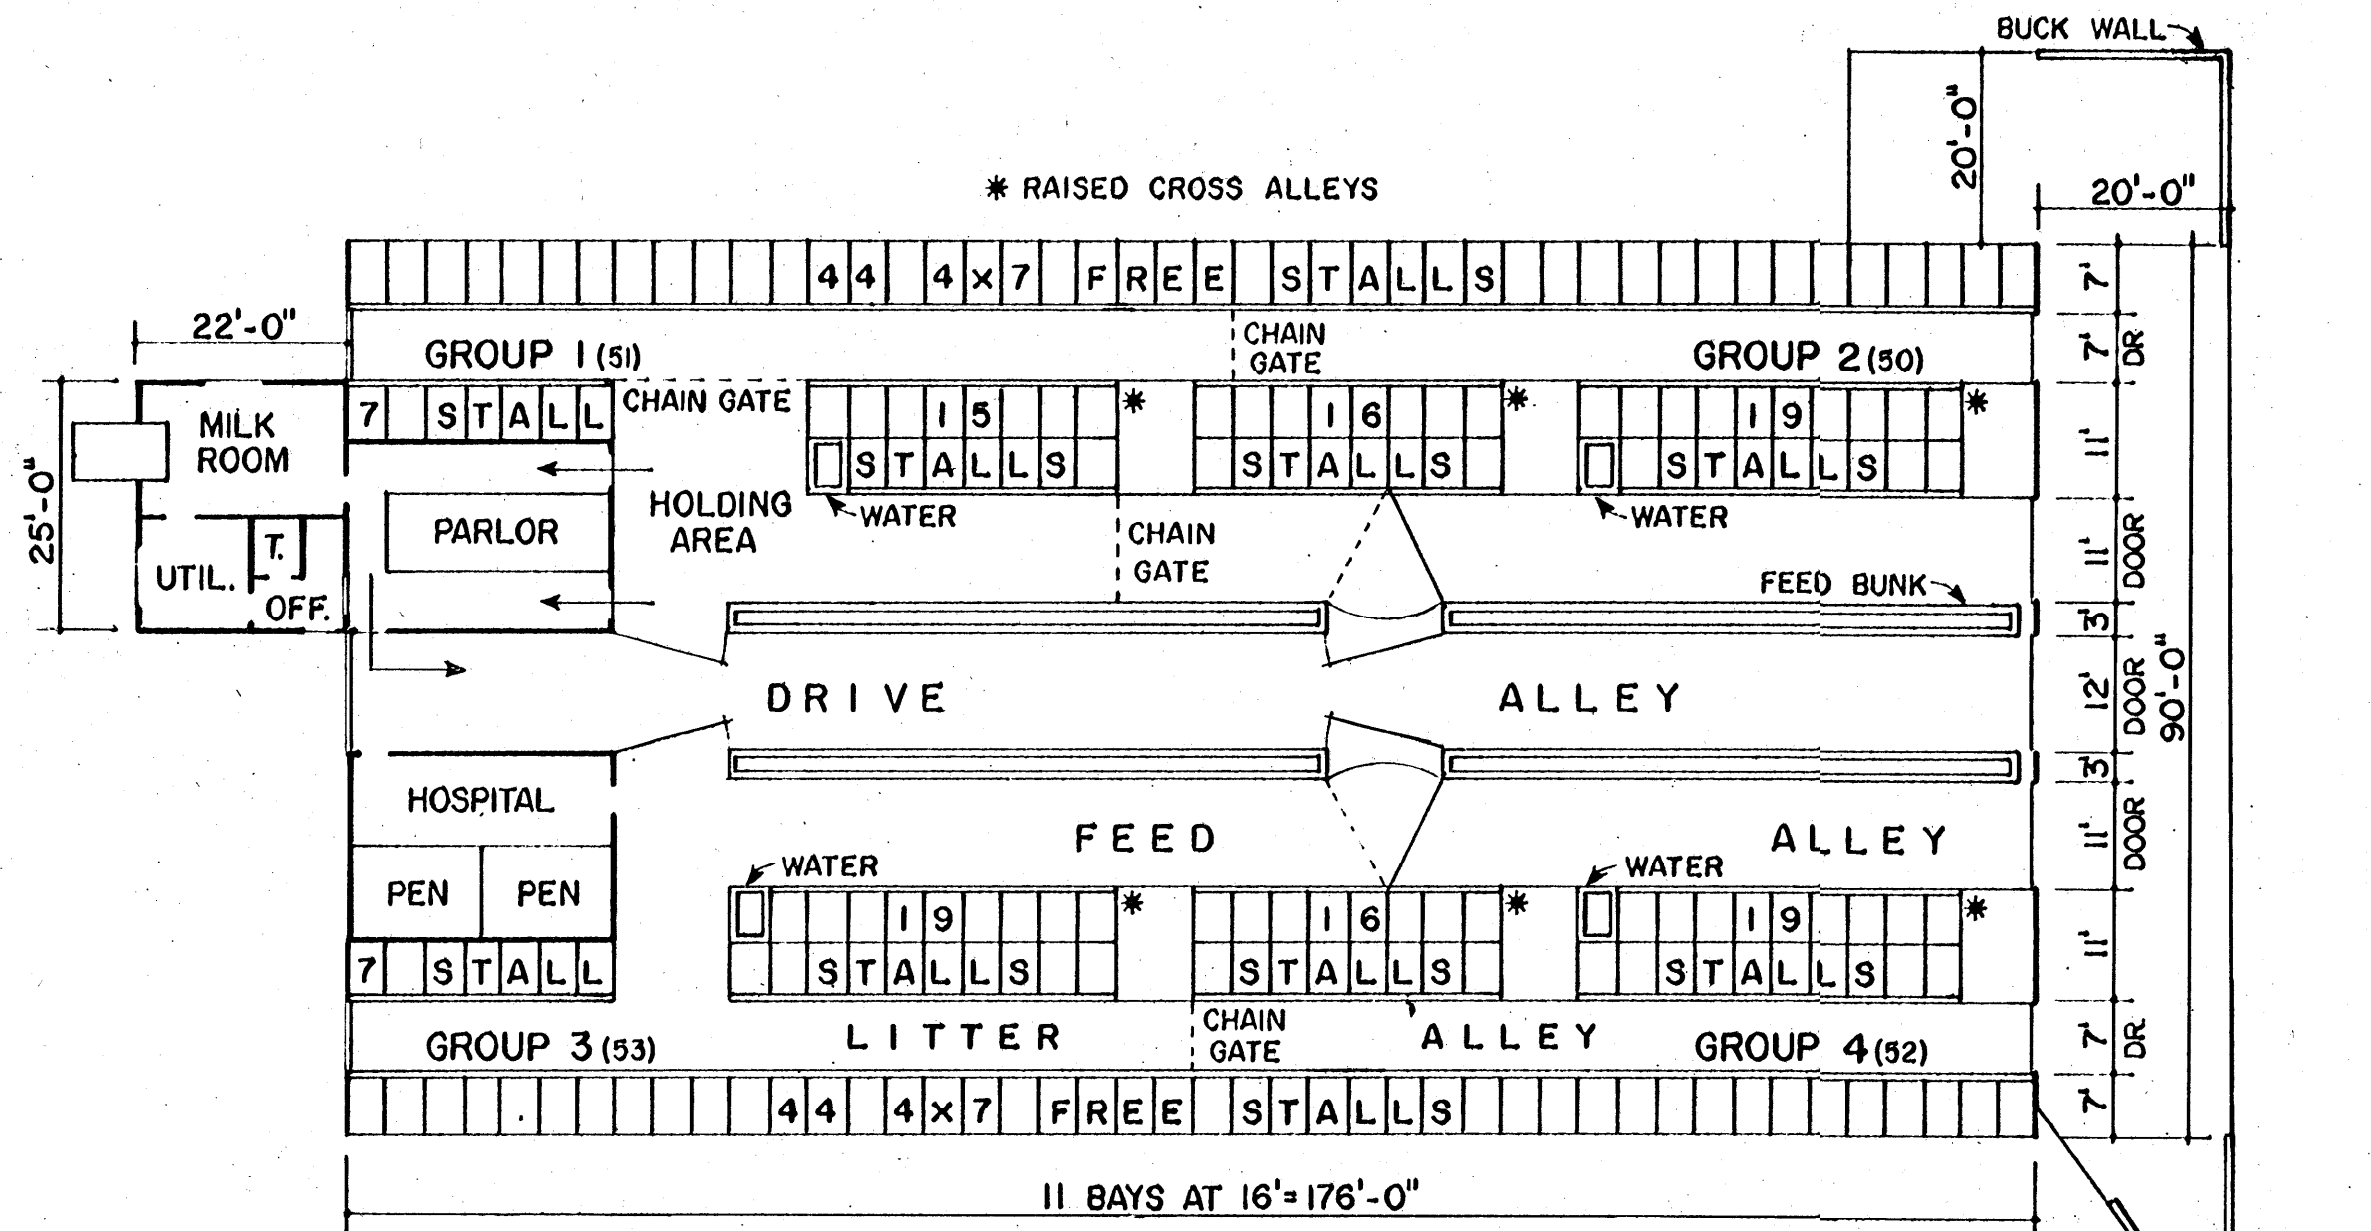 BUCK WALL
20'-0"
20'-0"
* RAISED CROSS ALLEYS
44 4x7 FREE STALLS
7'
22'-0"
GROUP 1 (51)
CHAIN
GATE
GROUP 2 (50)
7'
DR.
25'-0"
MILK
ROOM
7 STALL
CHAIN GATE
15
STALLS
*
16
STALLS
*
19
STALLS
*
11'
PARLOR
HOLDING
AREA
WATER
CHAIN
GATE
WATER
11'
DOOR
UTIL.
T.
OFF.
FEED BUNK
3'
DRIVE ALLEY
12'
DOOR
90'-0"
3'
HOSPITAL
FEED ALLEY
11'
DOOR
PEN
PEN
WATER
WATER
19
STALLS
*
16
STALLS
*
19
STALLS
*
11'
7 STALL
GROUP 3 (53)
LITTER ALLEY
CHAIN
GATE
GROUP 4 (52)
7'
DR.
44 4x7 FREE STALLS
7'
11 BAYS AT 16'=176'-0"